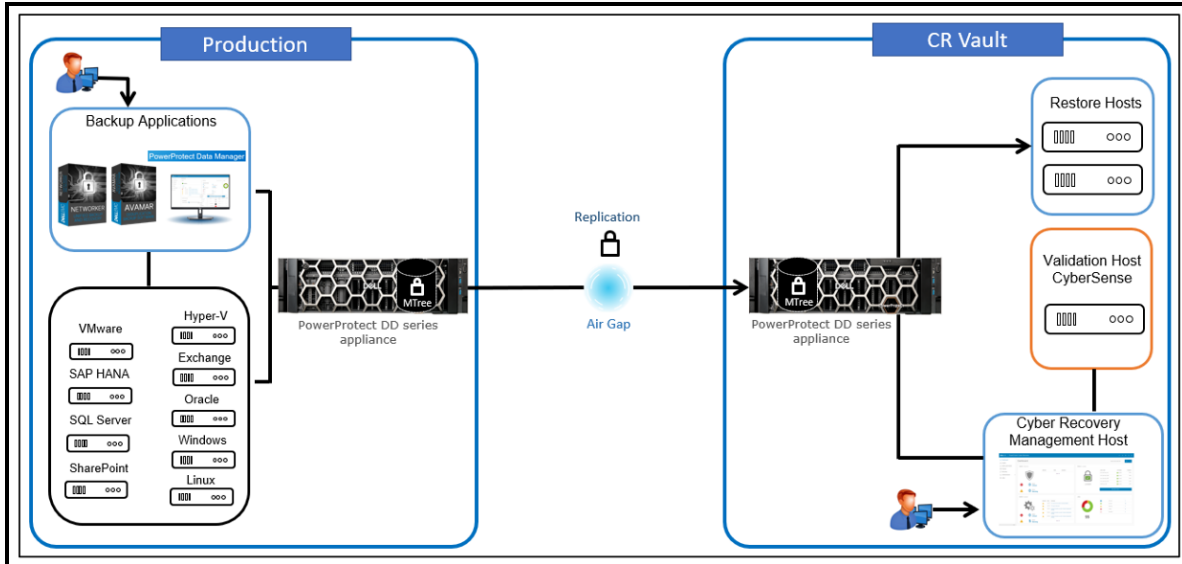 Production
Backup Applications
PowerProtect Data Manager
NETWORKER
AVAMAR
VMware
SAP HANA
SQL Server
SharePoint
Hyper-V
Exchange
Oracle
Windows
Linux
DELL
MTree
PowerProtect DD series
appliance
Replication
Air Gap
CR Vault
MTree
PowerProtect DD series
appliance
Restore Hosts
Validation Host
CyberSense
Cyber Recovery
Management Host